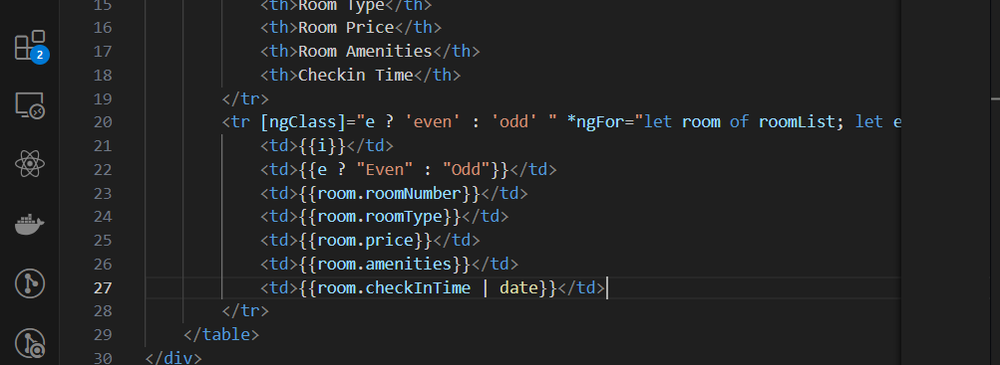 2
15 <th>Room Type</th>
16 <th>Room Price</th>
17 <th>Room Amenities</th>
18 <th>Checkin Time</th>
19 </tr>
20 <tr [ngClass]="e ? 'even' : 'odd' " *ngFor="let room of roomList; let e
21 <td>{{i}}</td>
22 <td>{{e ? "Even" : "Odd"}}</td>
23 <td>{{room.roomNumber}}</td>
24 <td>{{room.roomType}}</td>
25 <td>{{room.price}}</td>
26 <td>{{room.amenities}}</td>
27 <td>{{room.checkInTime | date}}</td>
28 </tr>
29 </table>
30 </div>